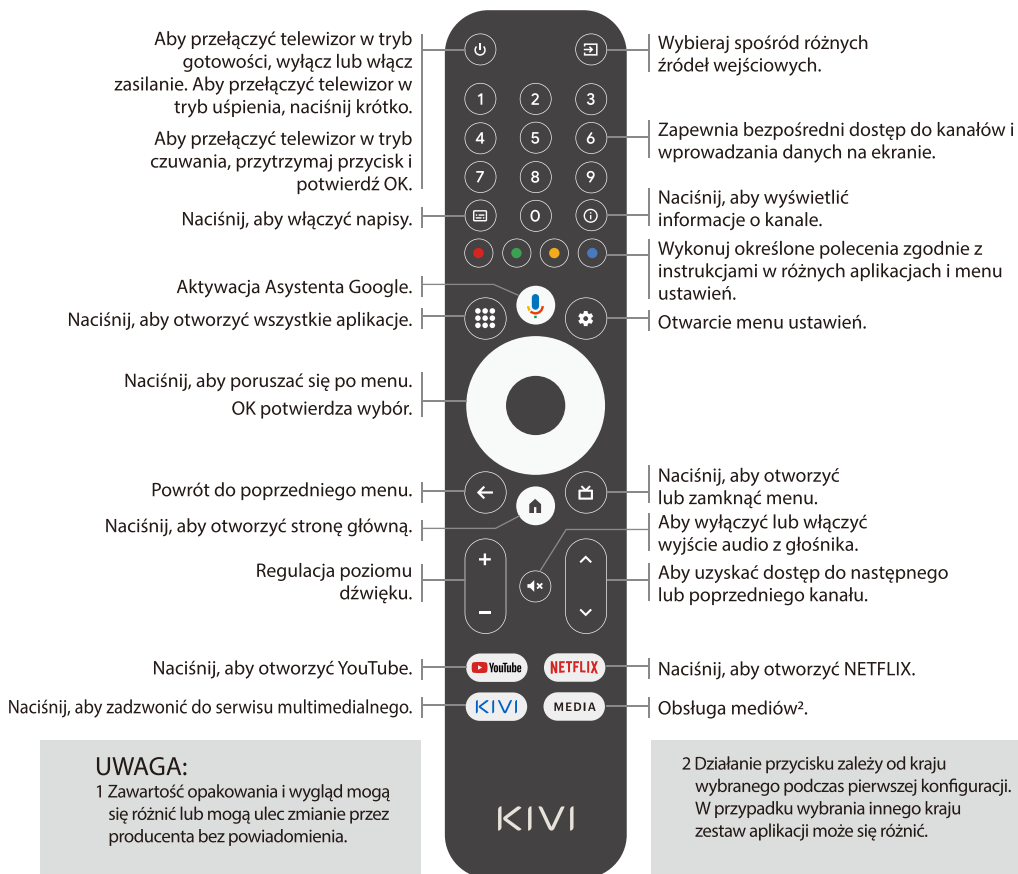 Aby przełączyć telewizor w tryb
gotowości, wyłącz lub włącz
zasilanie. Aby przełączyć telewizor w
tryb uśpienia, naciśnij krótko.
Aby przełączyć telewizor w tryb
czuwania, przytrzymaj przycisk i
potwierdź OK.
Naciśnij, aby włączyć napisy.
Aktywacja Asystenta Google.
Naciśnij, aby otworzyć wszystkie aplikacje.
Naciśnij, aby poruszać się po menu.
OK potwierdza wybór.
Powrót do poprzedniego menu.
Naciśnij, aby otworzyć stronę główną.
Regulacja poziomu
dźwięku.
Naciśnij, aby otworzyć YouTube.
Naciśnij, aby zadzwonić do serwisu multimedialnego.
1 2 3
4 5 6
7 8 9
0
+
−
YouTube NETFLIX
KIVI MEDIA
KIVI
Wybieraj spośród różnych
źródeł wejściowych.
Zapewnia bezpośredni dostęp do kanałów i
wprowadzania danych na ekranie.
Naciśnij, aby wyświetlić
informacje o kanale.
Wykonuj określone polecenia zgodnie z
instrukcjami w różnych aplikacjach i menu
ustawień.
Otwarcie menu ustawień.
Naciśnij, aby otworzyć
lub zamknąć menu.
Aby wyłączyć lub włączyć
wyjście audio z głośnika.
Aby uzyskać dostęp do następnego
lub poprzedniego kanału.
Naciśnij, aby otworzyć NETFLIX.
Obsługa mediów².
UWAGA:
1 Zawartość opakowania i wygląd mogą
się różnić lub mogą ulec zmianie przez
producenta bez powiadomienia.
2 Działanie przycisku zależy od kraju
wybranego podczas pierwszej konfiguracji.
W przypadku wybrania innego kraju
zestaw aplikacji może się różnić.